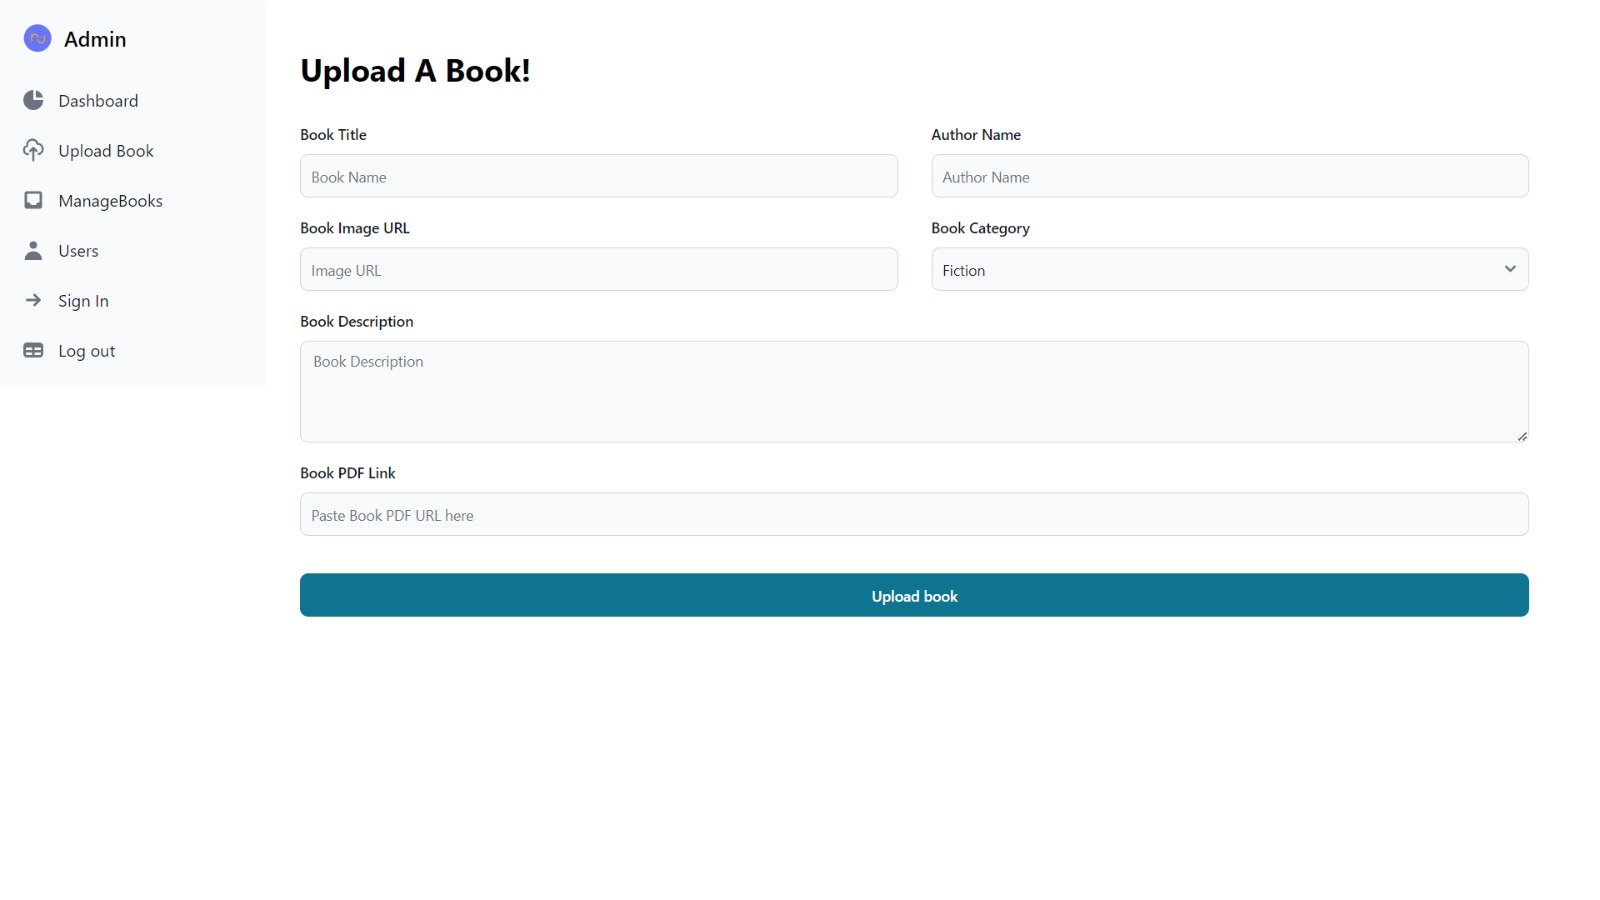 Admin
Dashboard
Upload Book
ManageBooks
Users
Sign In
Log out
Upload A Book!
Book Title
Book Name
Author Name
Author Name
Book Image URL
Image URL
Book Category
Fiction
Book Description
Book Description
Book PDF Link
Paste Book PDF URL here
Upload book